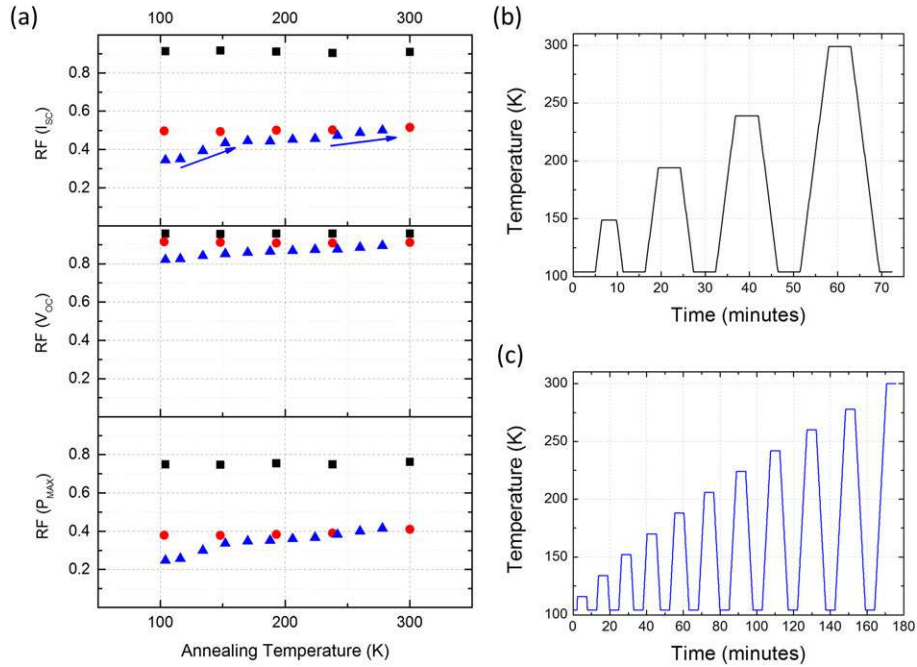 (a)
100 200 300
0.8
0.6
0.4
0.2
RF (I_SC)
0.8
0.6
0.4
0.2
RF (V_OC)
0.8
0.6
0.4
0.2
RF (P_MAX)
100 200 300
Annealing Temperature (K)
(b)
300
250
200
150
100
Temperature (K)
0 10 20 30 40 50 60 70
Time (minutes)
(c)
300
250
200
150
100
Temperature (K)
0 20 40 60 80 100 120 140 160 180
Time (minutes)